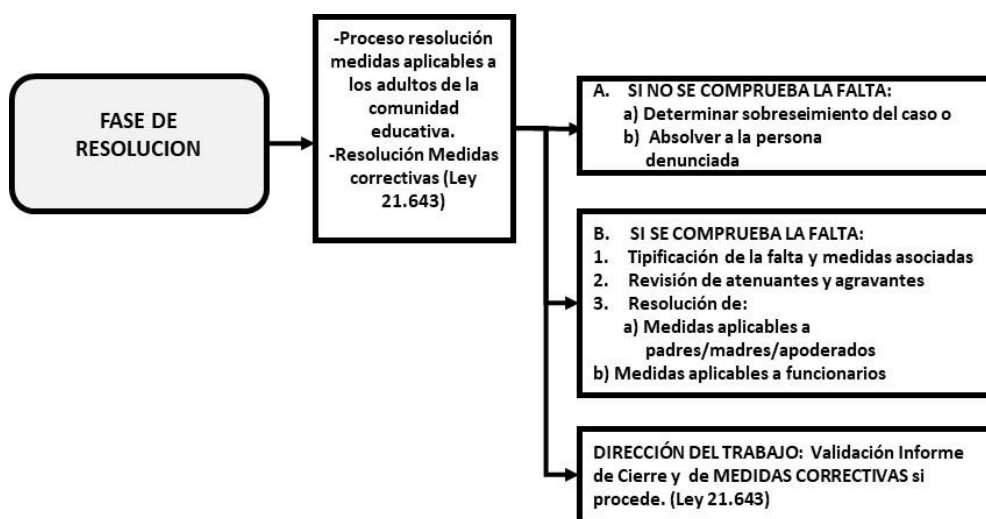 FASE DE
RESOLUCION
-Proceso resolución
medidas aplicables a
los adultos de la
comunidad
educativa.
-Resolución Medidas
correctivas (Ley
21.643)
A. SI NO SE COMPRUEBA LA FALTA:
a) Determinar sobreseimiento del caso o
b) Absolver a la persona
denunciada
B. SI SE COMPRUEBA LA FALTA:
1. Tipificación de la falta y medidas asociadas
2. Revisión de atenuantes y agravantes
3. Resolución de:
a) Medidas aplicables a
padres/madres/apoderados
b) Medidas aplicables a funcionarios
DIRECCIÓN DEL TRABAJO: Validación Informe
de Cierre y de MEDIDAS CORRECTIVAS si
procede. (Ley 21.643)